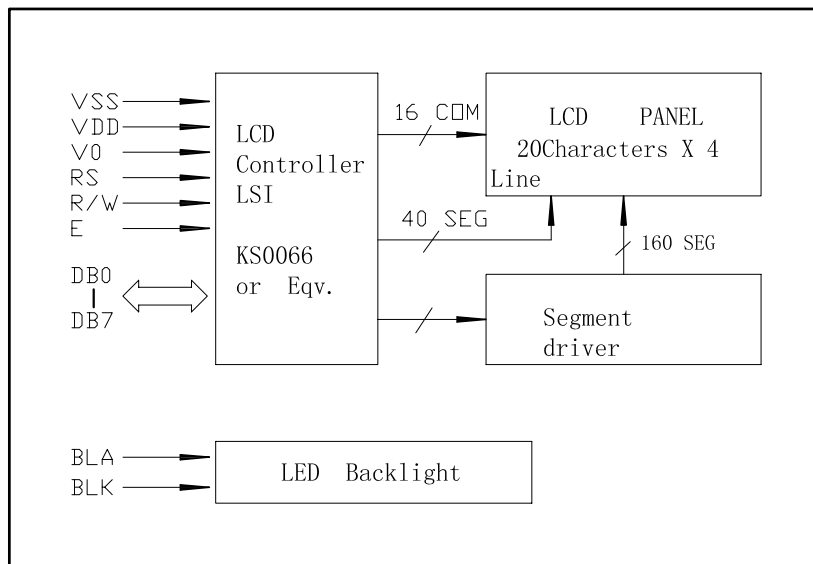 VSS
VDD
V0
RS
R/W
E
DB0
DB7
LCD
Controller
LSI
KS0066
or Eqv.
16 COM
40 SEG
LCD PANEL
20Characters X 4
Line
160 SEG
Segment
driver
BLA
BLK
LED Backlight